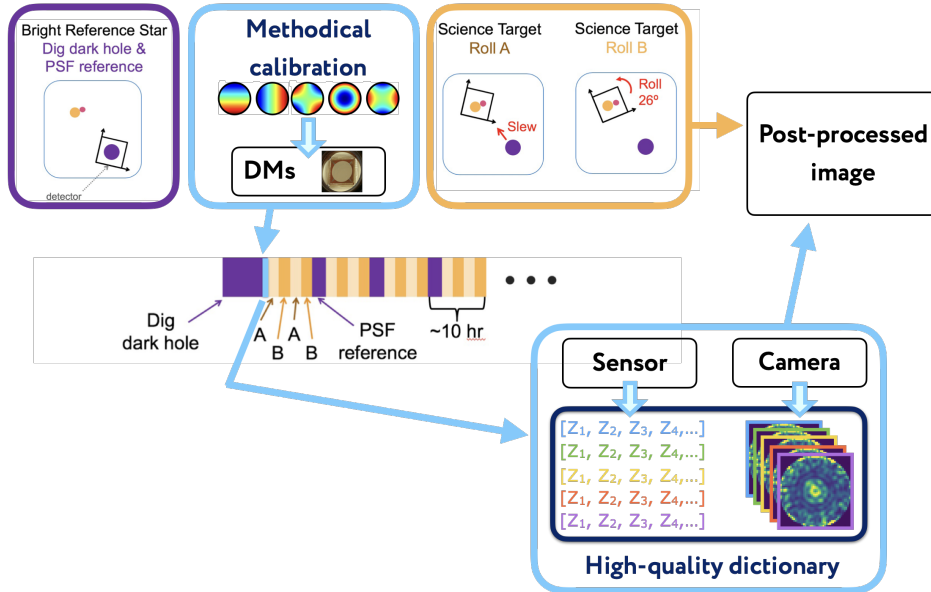 Bright Reference Star
Dig dark hole &
PSF reference
detector
Methodical
calibration
DMs
Science Target
Roll A
Slew
Science Target
Roll B
Roll
26º
Post-processed
image
Dig
dark hole
A
B
A
B
PSF
reference
~10 hr
Sensor
Camera
[Z₁, Z₂, Z₃, Z₄,...]
[Z₁, Z₂, Z₃, Z₄,...]
[Z₁, Z₂, Z₃, Z₄,...]
[Z₁, Z₂, Z₃, Z₄,...]
[Z₁, Z₂, Z₃, Z₄,...]
High-quality dictionary